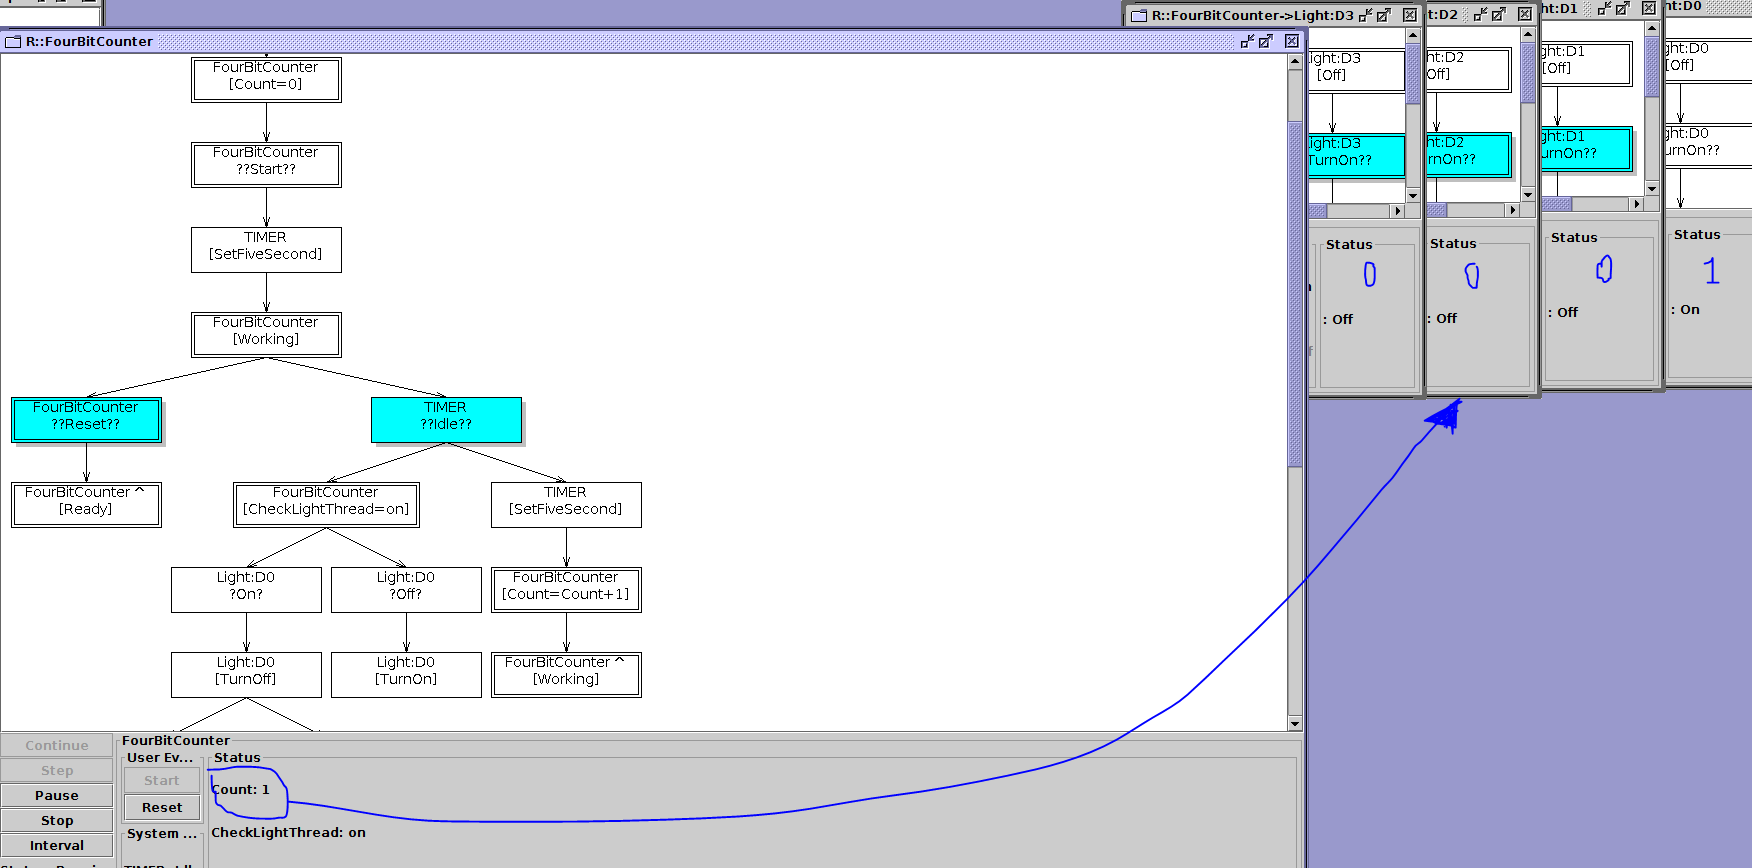 R::FourBitCounter
FourBitCounter
[Count=0]
FourBitCounter
??Start??
TIMER
[SetFiveSecond]
FourBitCounter
[Working]
FourBitCounter
??Reset??
TIMER
??Idle??
FourBitCounter ^
[Ready]
FourBitCounter
[CheckLightThread=on]
TIMER
[SetFiveSecond]
Light:D0
?On?
Light:D0
?Off?
FourBitCounter
[Count=Count+1]
Light:D0
[TurnOff]
Light:D0
[TurnOn]
FourBitCounter ^
[Working]
Continue
Step
Pause
Stop
Interval
FourBitCounter
User Ev...
Start
Reset
System ...
Status
Count: 1
CheckLightThread: on
R::FourBitCounter->Light:D3
ight:D3
[Off]
ight:D3
TurnOn??
Status
0
: Off
t:D2
ht:D2
Off]
ht:D2
rnOn??
Status
0
: Off
ht:D1
ght:D1
[Off]
ght:D1
urnOn??
Status
0
: Off
ht:D0
ght:D0
[Off]
ght:D0
urnOn??
Status
1
: On